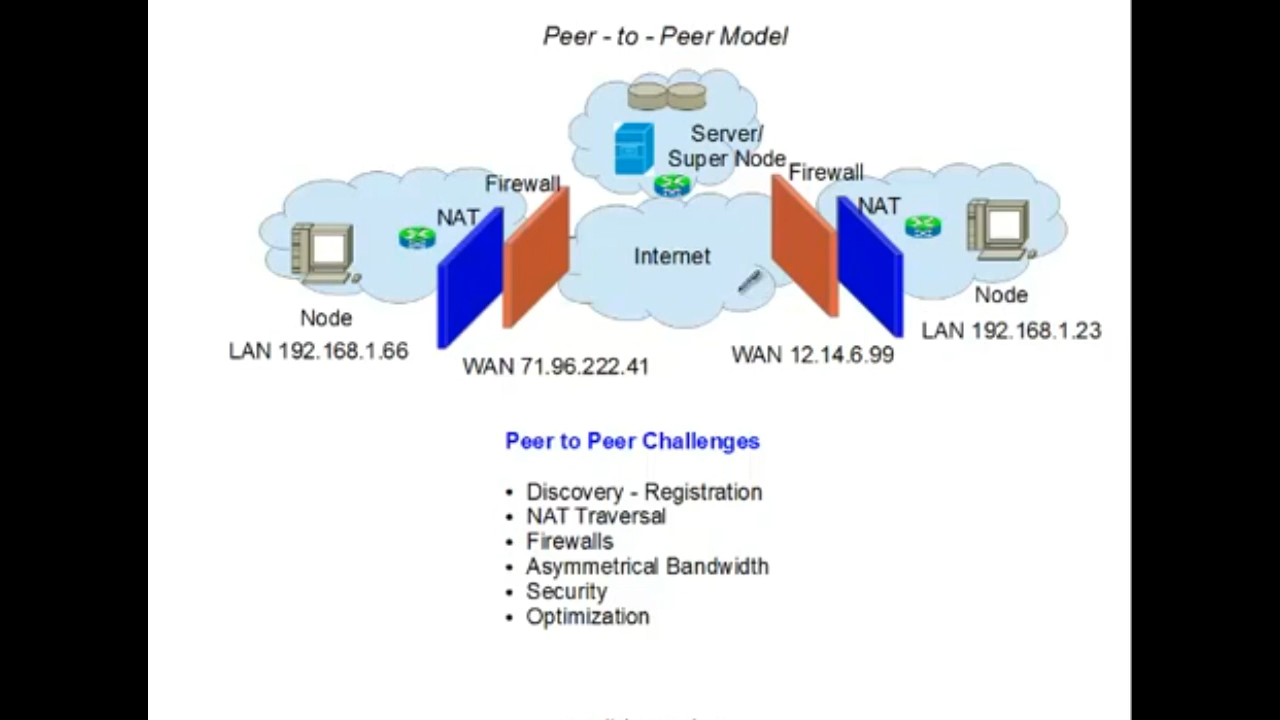 Peer - to - Peer Model
Server/
Super Node
Firewall
NAT
Firewall
NAT
Internet
Node
LAN 192.168.1.66
WAN 71.96.222.41
WAN 12.14.6.99
Node
LAN 192.168.1.23
Peer to Peer Challenges
• Discovery - Registration
• NAT Traversal
• Firewalls
• Asymmetrical Bandwidth
• Security
• Optimization